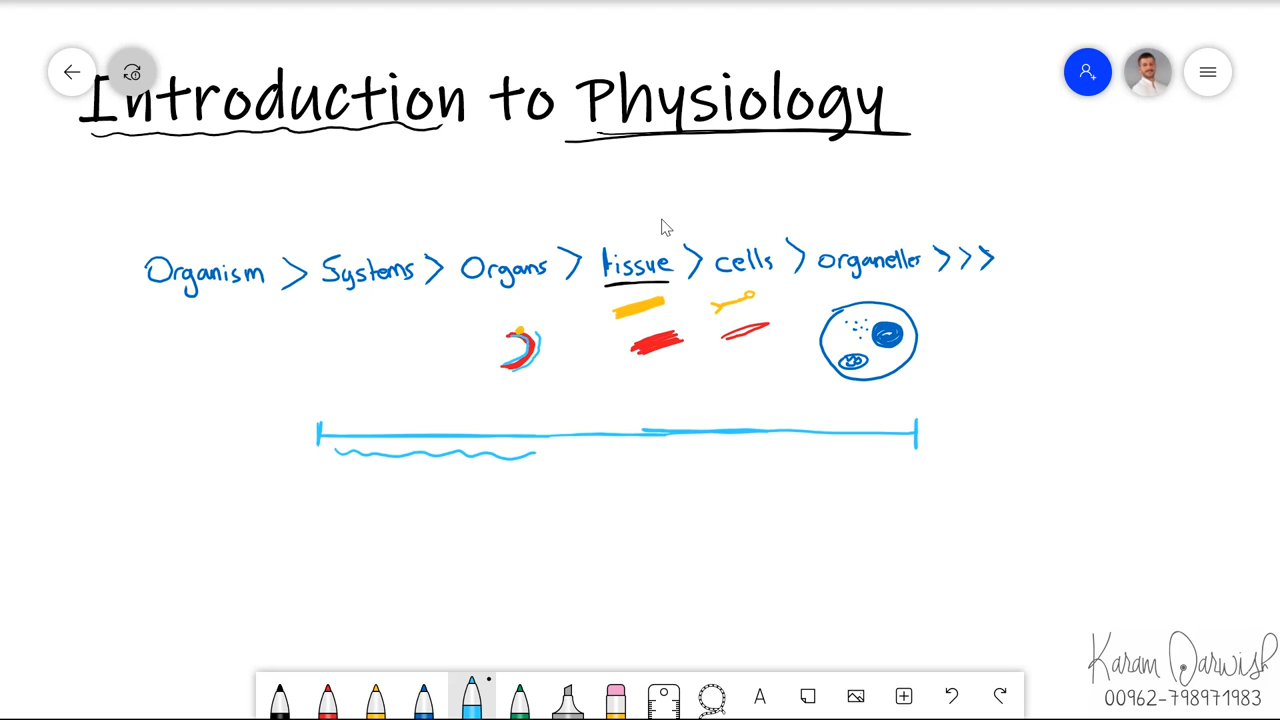 Introduction to Physiology
Organism > Systems > Organs > tissue > cells > organelles >>>
A
Karam Darwish
00962-798971983